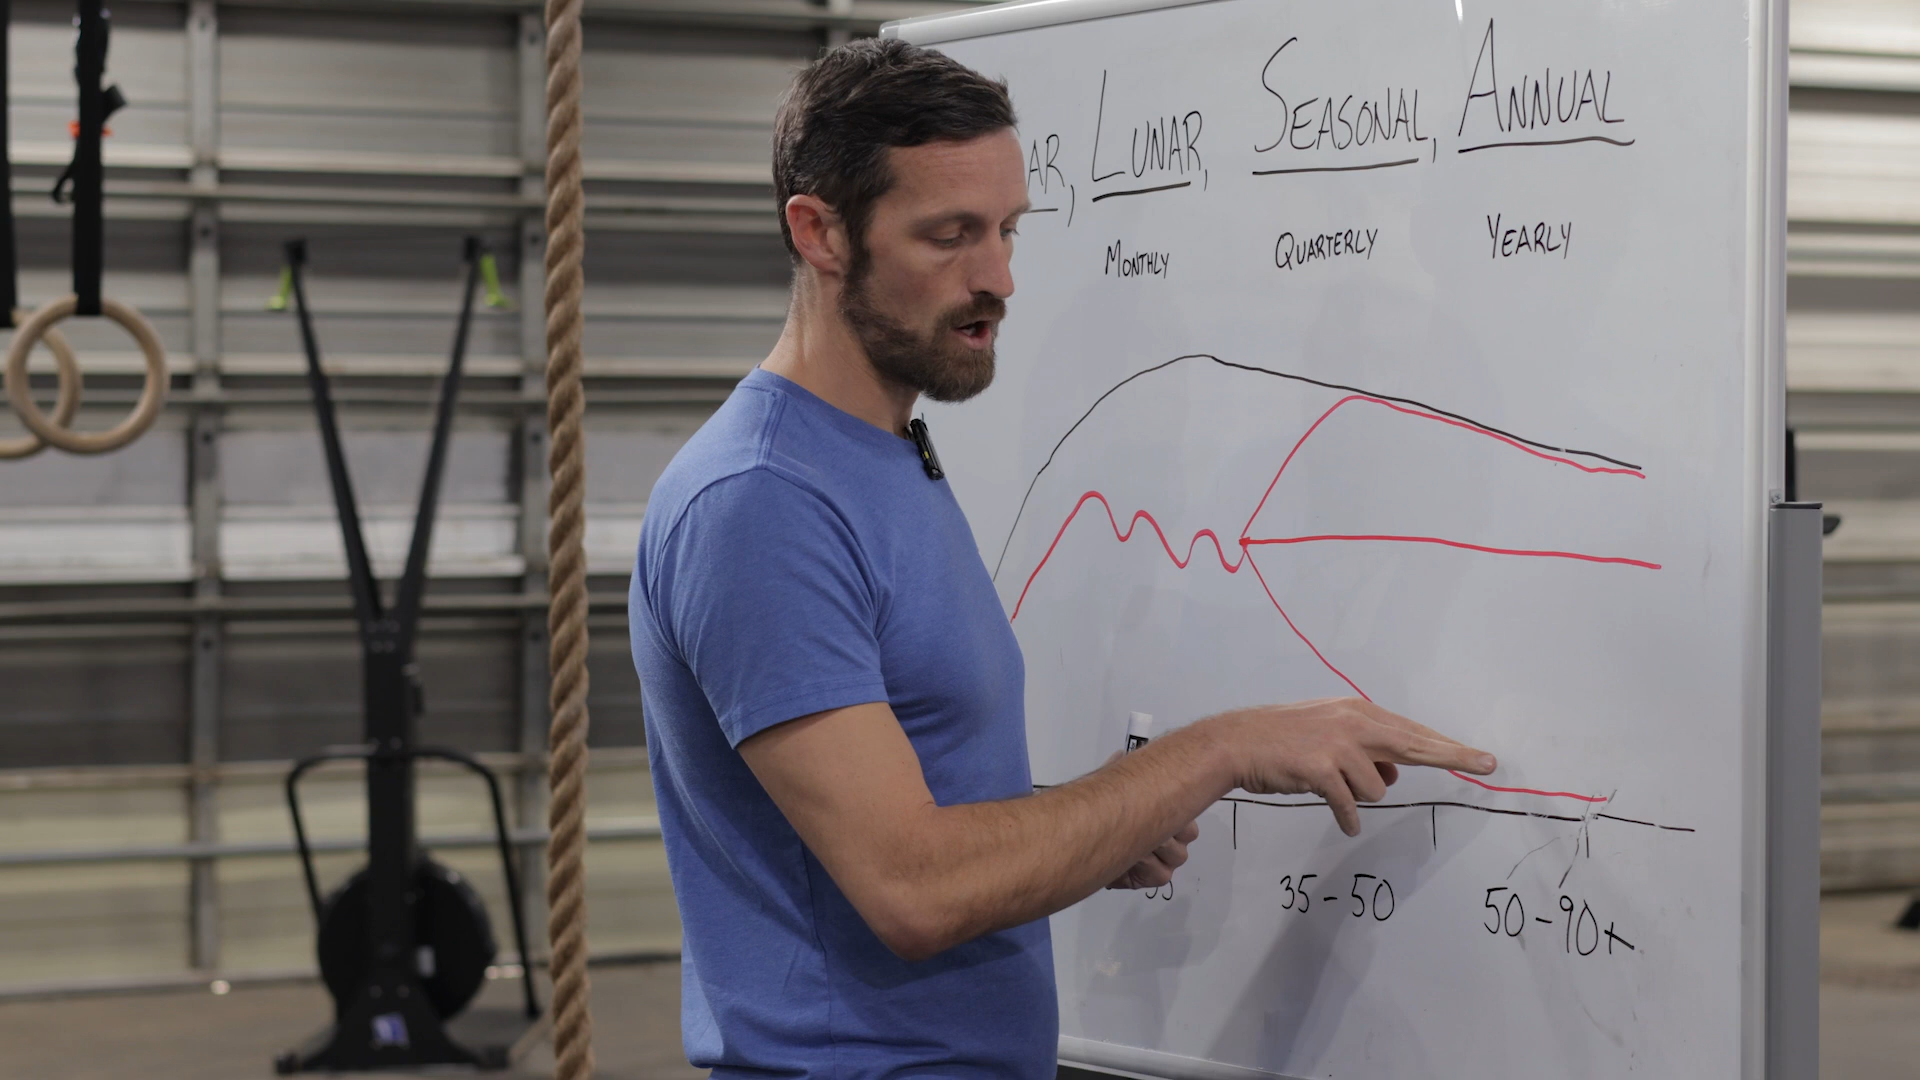 AR, LUNAR, SEASONAL, ANNUAL
MONTHLY QUARTERLY YEARLY
35-50 50-90+